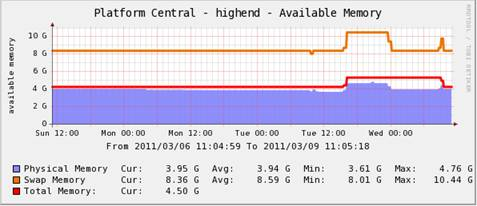 Platform Central - highend - Available Memory
RRDTOOL / TOBI OETIKER
available memory
10 G
8 G
6 G
4 G
2 G
0
Sun 12:00 Mon 00:00 Mon 12:00 Tue 00:00 Tue 12:00 Wed 00:00
From 2011/03/06 11:04:59 To 2011/03/09 11:05:18
Physical Memory Cur: 3.95 G Avg: 3.94 G Min: 3.61 G Max: 4.76 G
Swap Memory Cur: 8.36 G Avg: 8.59 G Min: 8.01 G Max: 10.44 G
Total Memory: Cur: 4.50 G